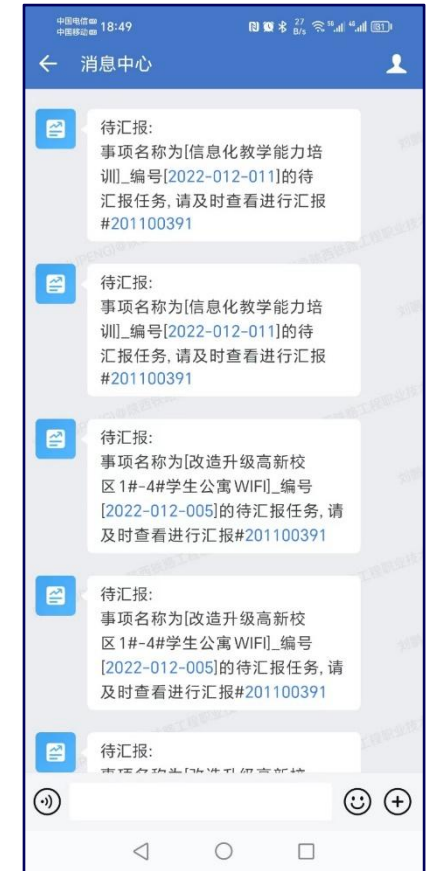 中国电信 HD
中国移动 HD
18:49
27
B/s
5G
4G
81
消息中心
待汇报:
事项名称为[信息化教学能力培
训]_编号[2022-012-011]的待
汇报任务, 请及时查看进行汇报
#201100391
待汇报:
事项名称为[信息化教学能力培
训]_编号[2022-012-011]的待
汇报任务, 请及时查看进行汇报
#201100391
待汇报:
事项名称为[改造升级高新校
区1#-4#学生公寓WIFI]_编号
[2022-012-005]的待汇报任务, 请
及时查看进行汇报#201100391
待汇报:
事项名称为[改造升级高新校
区1#-4#学生公寓WIFI]_编号
[2022-012-005]的待汇报任务, 请
及时查看进行汇报#201100391
待汇报: